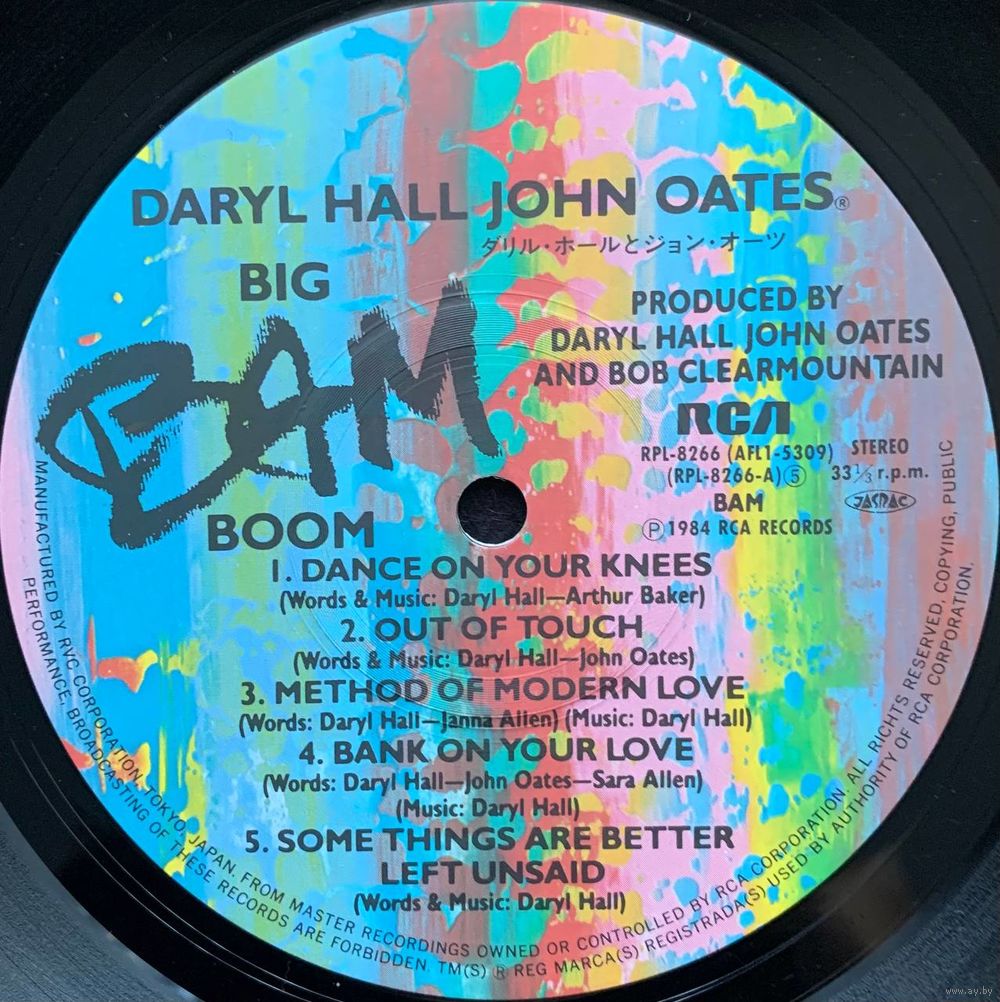 DARYL HALL JOHN OATES®
ダリル・ホールとジョン・オーツ
BIG
BAM
BOOM
PRODUCED BY
DARYL HALL JOHN OATES
AND BOB CLEARMOUNTAIN
RCA
RPL-8266 (AFL1-5309) STEREO
(RPL-8266-A)⑤ 33⅓ r.p.m.
BAM JASRAC
Ⓟ1984 RCA RECORDS
1. DANCE ON YOUR KNEES
(Words & Music: Daryl Hall—Arthur Baker)
2. OUT OF TOUCH
(Words & Music: Daryl Hall—John Oates)
3. METHOD OF MODERN LOVE
(Words: Daryl Hall—Janna Allen) (Music: Daryl Hall)
4. BANK ON YOUR LOVE
(Words: Daryl Hall—John Oates—Sara Allen)
(Music: Daryl Hall)
5. SOME THINGS ARE BETTER
LEFT UNSAID
(Words & Music: Daryl Hall)
MANUFACTURED BY RVC CORPORATION, TOKYO, JAPAN, FROM MASTER RECORDINGS OWNED OR CONTROLLED BY RCA CORPORATION. ALL RIGHTS RESERVED, COPYING, PUBLIC
PERFORMANCE, BROADCASTING OF THESE RECORDS ARE FORBIDDEN. TM(S) ® REG MARCA(S) REGISTRADA(S) USED BY AUTHORITY OF RCA CORPORATION.
www.ay.by